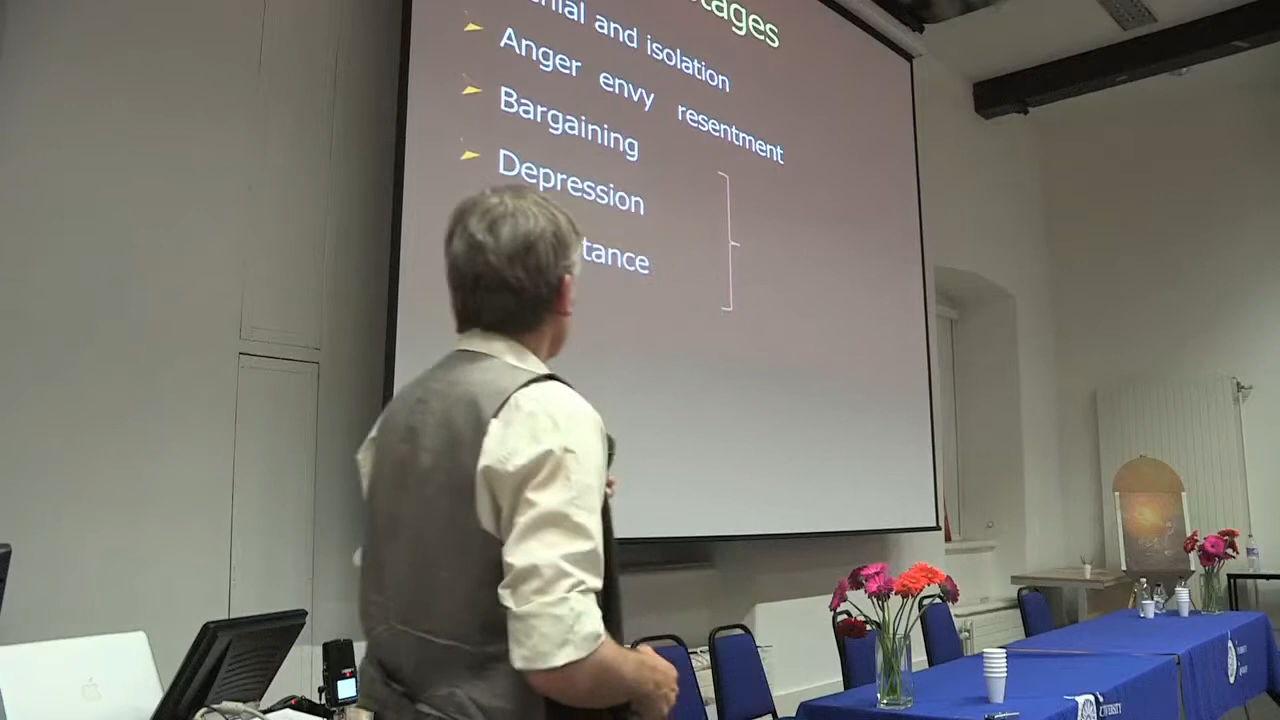 tages
nial and isolation
Anger envy resentment
Bargaining
Depression
tance